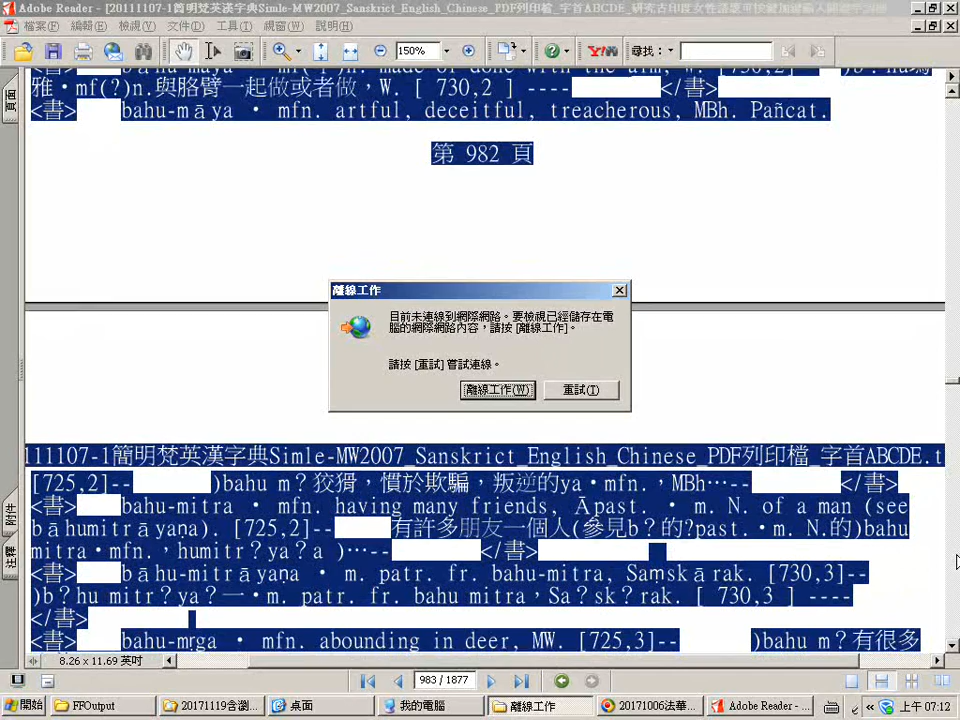 Adobe Reader - [20111107-1簡明梵英漢字典Simle-MW2007_Sanskrict_English_Chinese_PDF列印檔_字首ABCDE_研究古印度女性
檔案(F) 編輯(E) 檢視(V) 文件(D) 工具(T) 視窗(W) 說明(H)
150% Y! 尋找:
頁面
雅‧mf(?)n.與胳臂一起做或者做，W. [ 730,2 ] ---- </書>
<書> bahu-māya ‧ mfn. artful, deceitful, treacherous, MBh. Pañcat.
第 982 頁
離線工作
目前未連線到網際網路。要檢視已經儲存在電
腦的網際網路內容，請按 [離線工作]。
請按 [重試] 嘗試連線。
離線工作(W) 重試(T)
111107-1簡明梵英漢字典Simle-MW2007_Sanskrict_English_Chinese_PDF列印檔_字首ABCDE.t
[725,2]-- )bahu m？狡猾，慣於欺騙，叛逆的ya‧mfn.，MBh…-- </書>
<書> bahu-mitra ‧ mfn. having many friends, Āpast. ‧ m. N. of a man (see
bāhumitrāyaṇa). [725,2]-- 有許多朋友一個人(參見b？的?past.‧m. N.的)bahu
mitra‧mfn.，humitr？ya？a )…-- </書>
<書> bāhu-mitrāyaṇa ‧ m. patr. fr. bahu-mitra, Saṃskārak. [730,3]--
)b？hu mitr？ya？一‧m. patr. fr. bahu mitra，Sa？sk？rak. [ 730,3 ] ----
</書>
<書> bahu-mṛga ‧ mfn. abounding in deer, MW. [725,3]-- )bahu m？有很多
附件
注釋
8.26 x 11.69 英吋
983 / 1877
開始 FFOutput 20171119含瀏... 桌面 我的電腦 離線工作 20171006法華... Adobe Reader - ... 上午 07:12